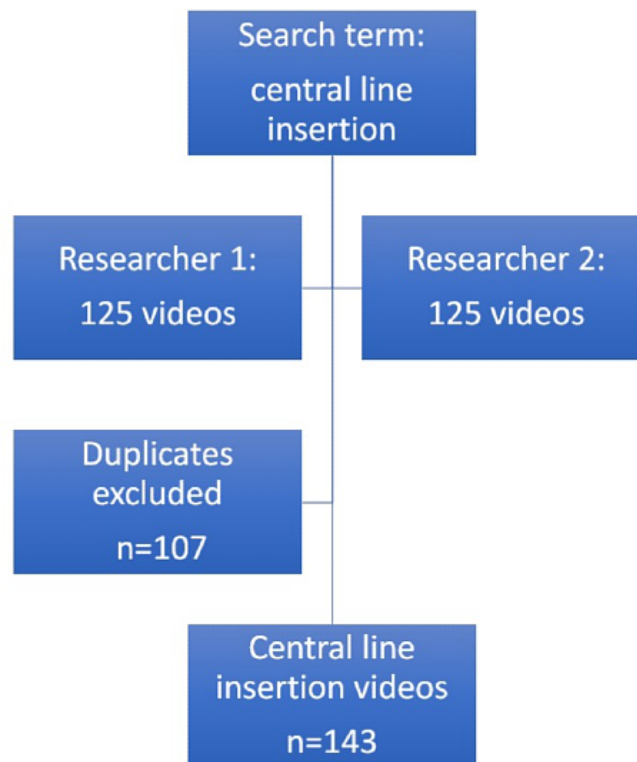 Search term:
central line
insertion
Researcher 1:
125 videos
Researcher 2:
125 videos
Duplicates
excluded
n=107
Central line
insertion videos
n=143